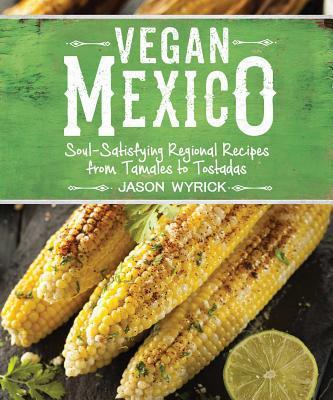 VEGAN
MEXICO
Soul-Satisfying Regional Recipes
from Tamales to Tostadas
JASON WYRICK